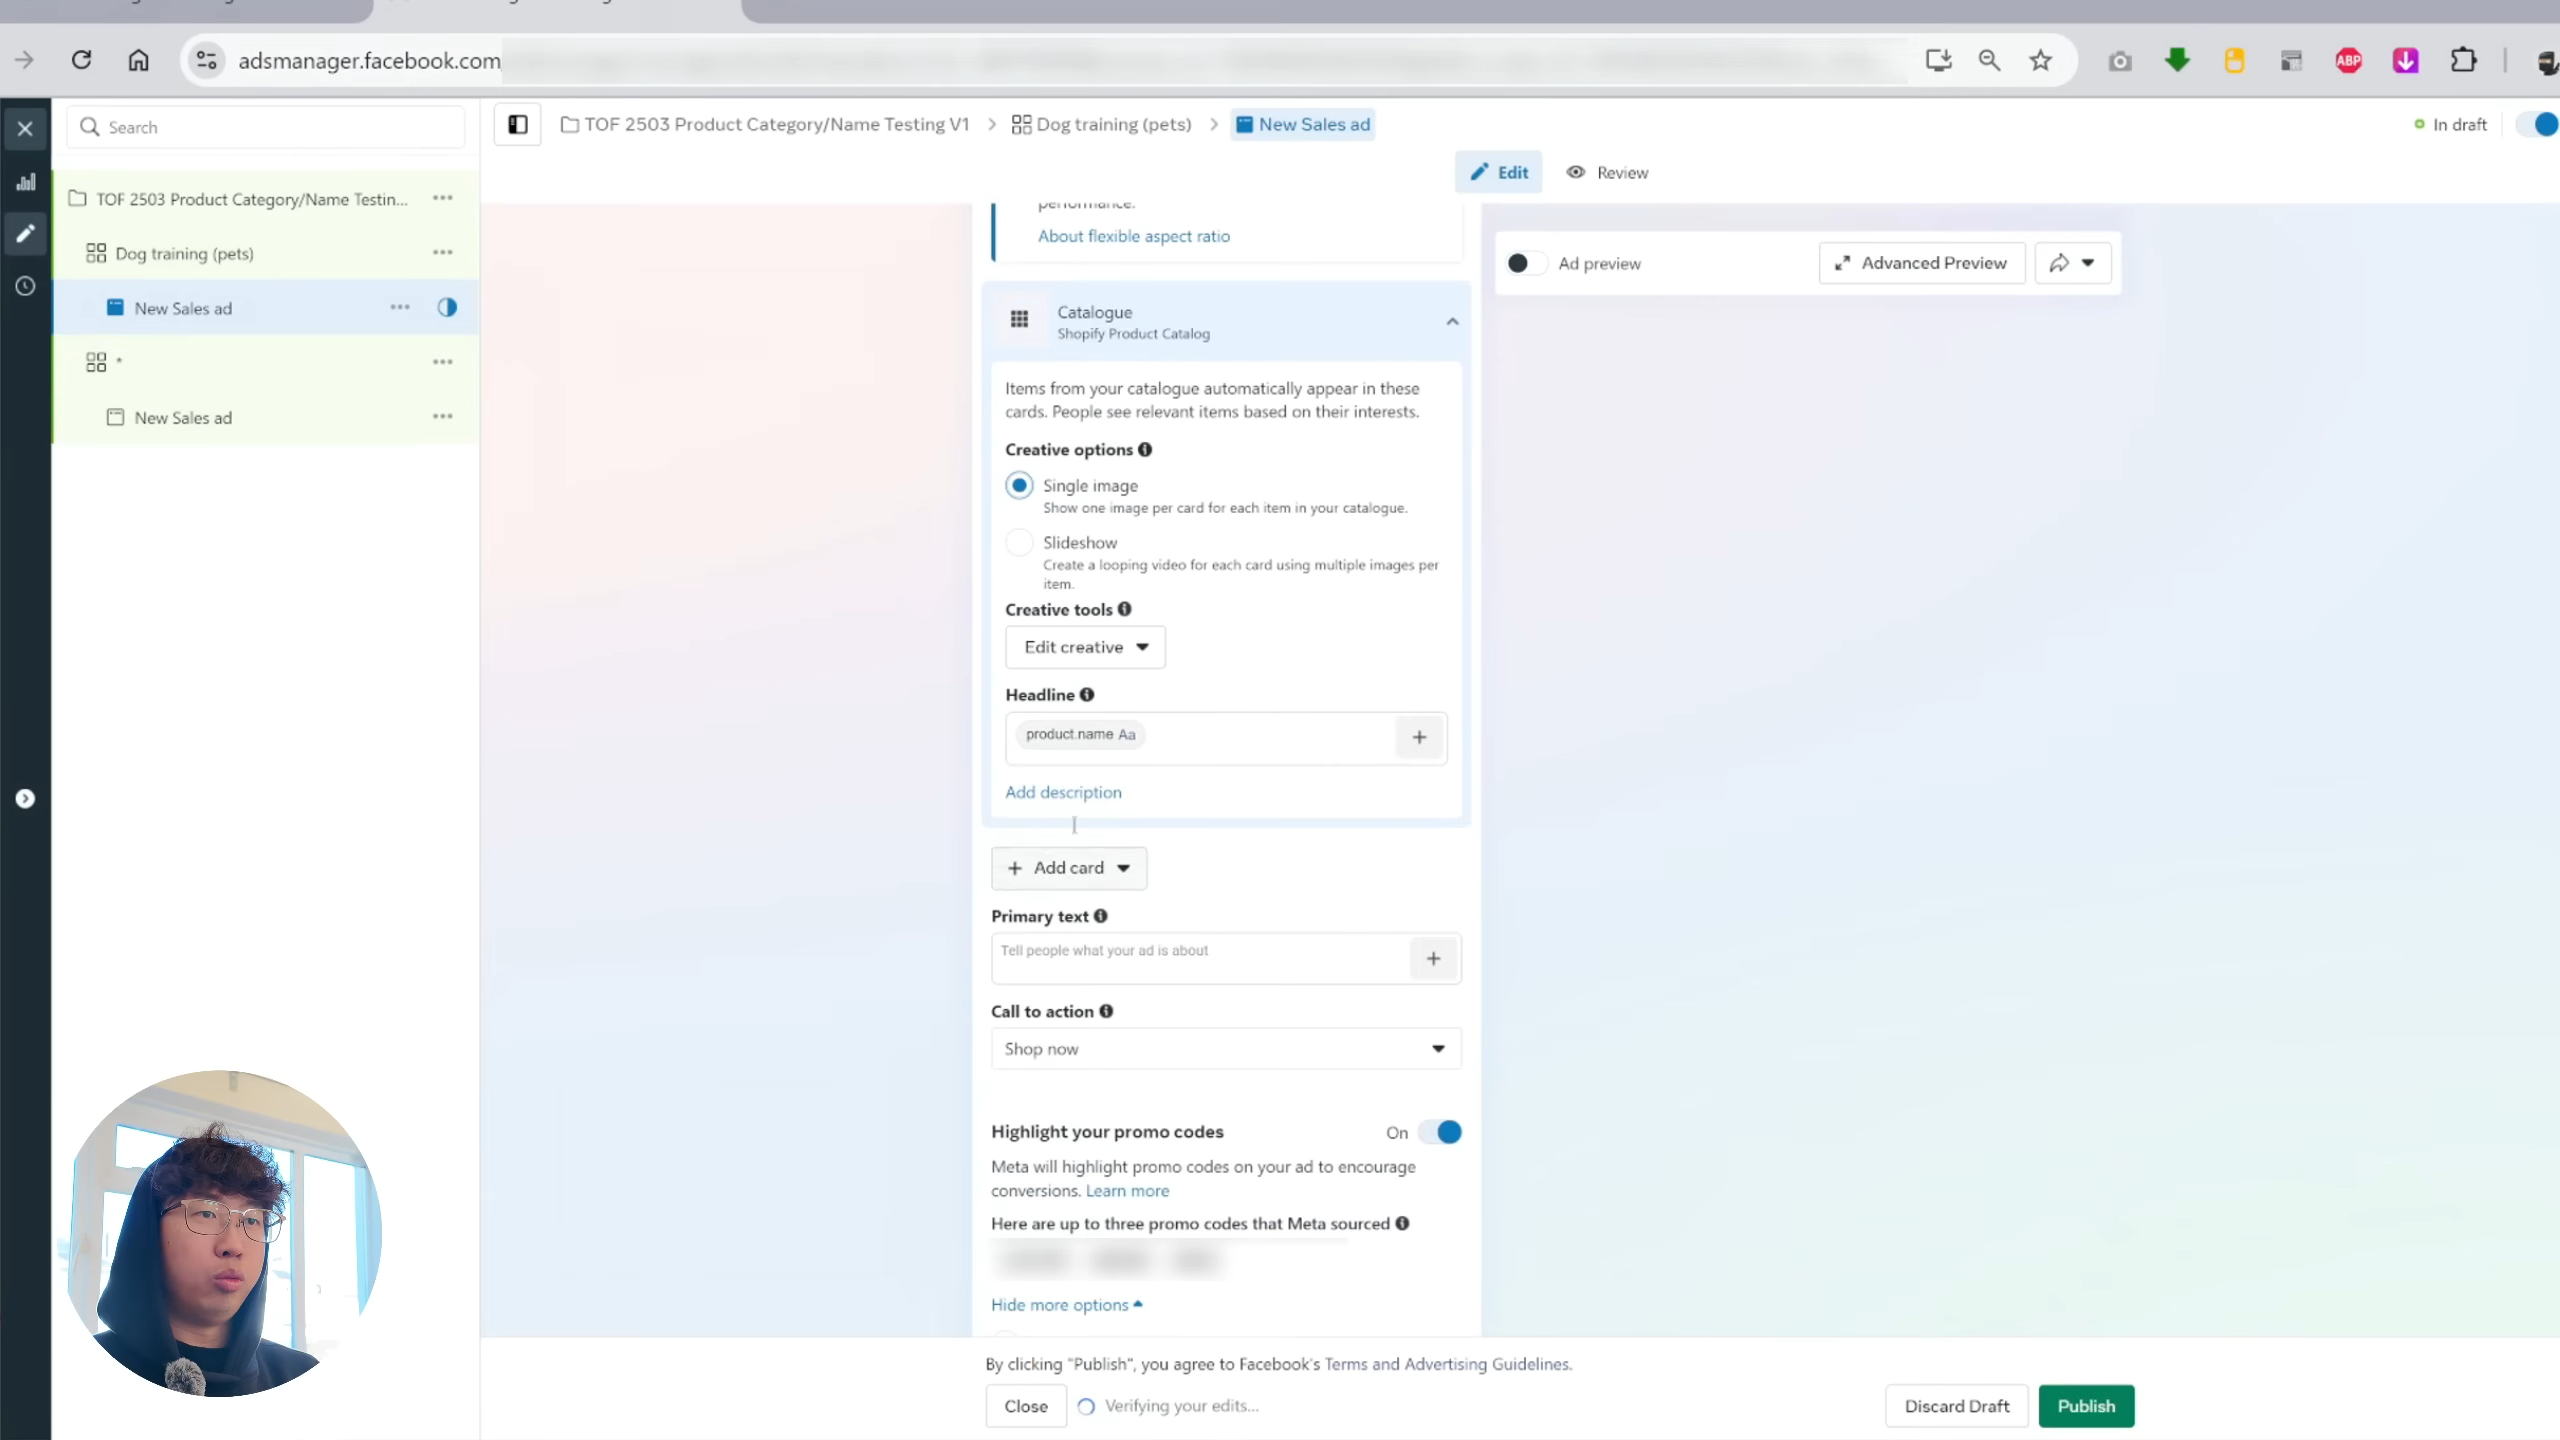 adsmanager.facebook.com
ABP
Search
TOF 2503 Product Category/Name Testing V1
Dog training (pets)
New Sales ad
In draft
Edit
Review
TOF 2503 Product Category/Name Testin...
Dog training (pets)
New Sales ad
*
New Sales ad
performance.
About flexible aspect ratio
Ad preview
Advanced Preview
Catalogue
Shopify Product Catalog
Items from your catalogue automatically appear in these
cards. People see relevant items based on their interests.
Creative options
Single image
Show one image per card for each item in your catalogue.
Slideshow
Create a looping video for each card using multiple images per
item.
Creative tools
Edit creative
Headline
product.name Aa
Add description
Add card
Primary text
Tell people what your ad is about
Call to action
Shop now
Highlight your promo codes
On
Meta will highlight promo codes on your ad to encourage
conversions. Learn more
Here are up to three promo codes that Meta sourced
Hide more options
By clicking "Publish", you agree to Facebook's Terms and Advertising Guidelines.
Close
Verifying your edits...
Discard Draft
Publish